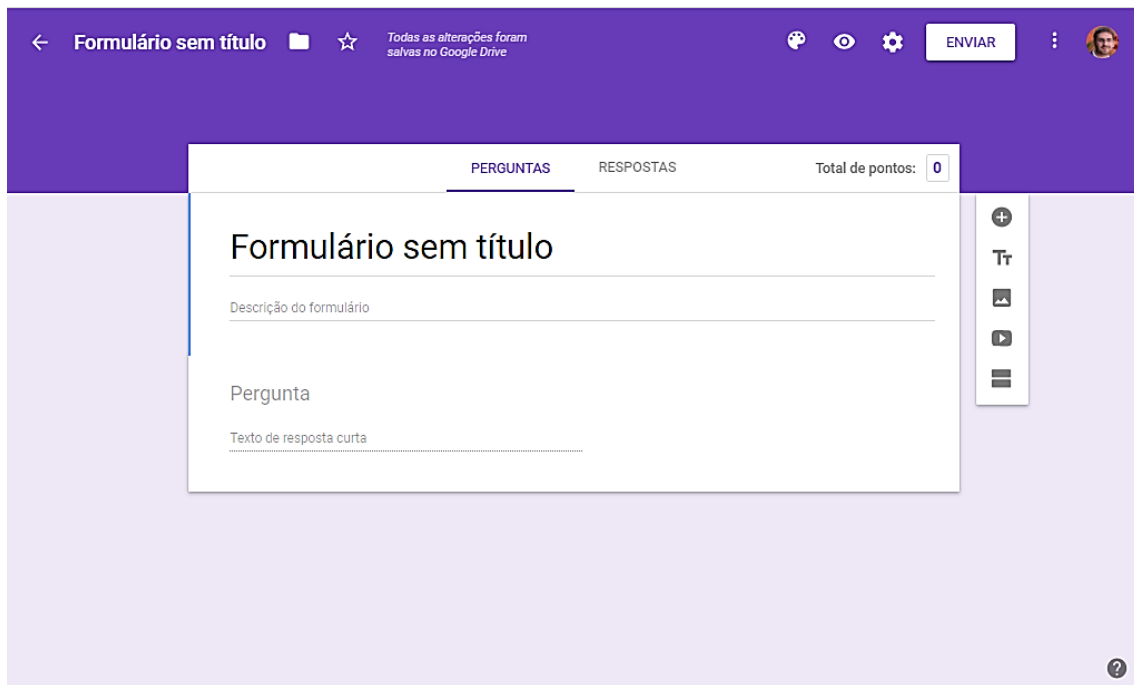 Formulário sem título
Todas as alterações foram
salvas no Google Drive
ENVIAR
PERGUNTAS
RESPOSTAS
Total de pontos: 0
Formulário sem título
Descrição do formulário
Tт
Pergunta
Texto de resposta curta